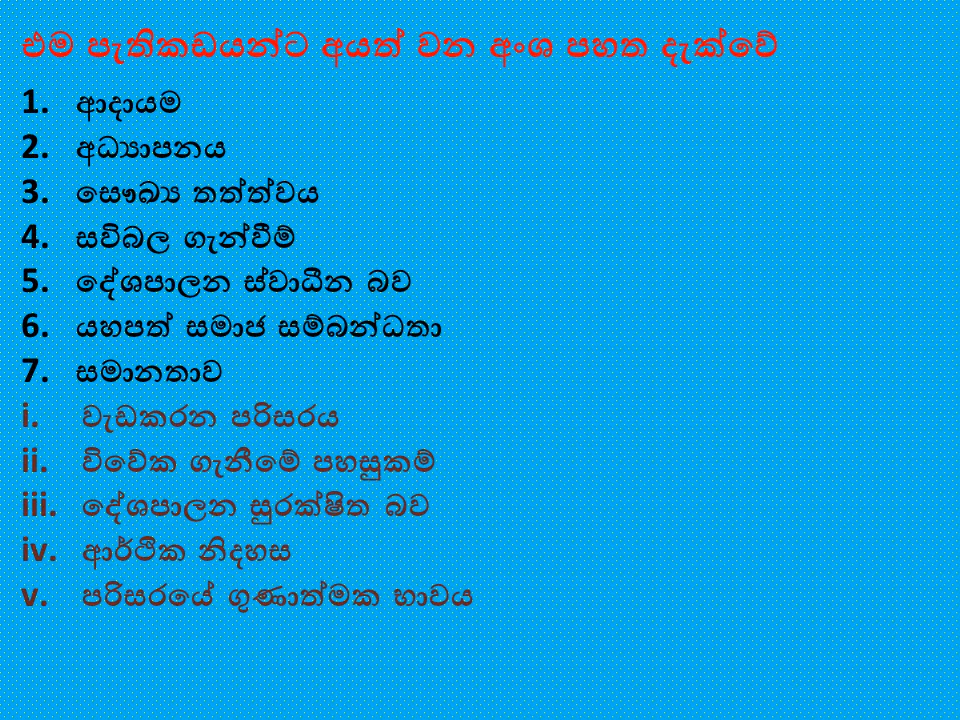 එම පැතිකඩයන්ට අයත් වන අංශ පහත දැක්වේ
1. ආදායම
2. අධ්‍යාපනය
3. සෞඛ්‍ය තත්ත්වය
4. සවිබල ගැන්වීම්
5. දේශපාලන ස්වාධීන බව
6. යහපත් සමාජ සම්බන්ධතා
7. සමානතාව
i. වැඩකරන පරිසරය
ii. විවේක ගැනීමේ පහසුකම්
iii. දේශපාලන සුරක්ෂිත බව
iv. ආර්ථික නිදහස
v. පරිසරයේ ගුණාත්මක භාවය